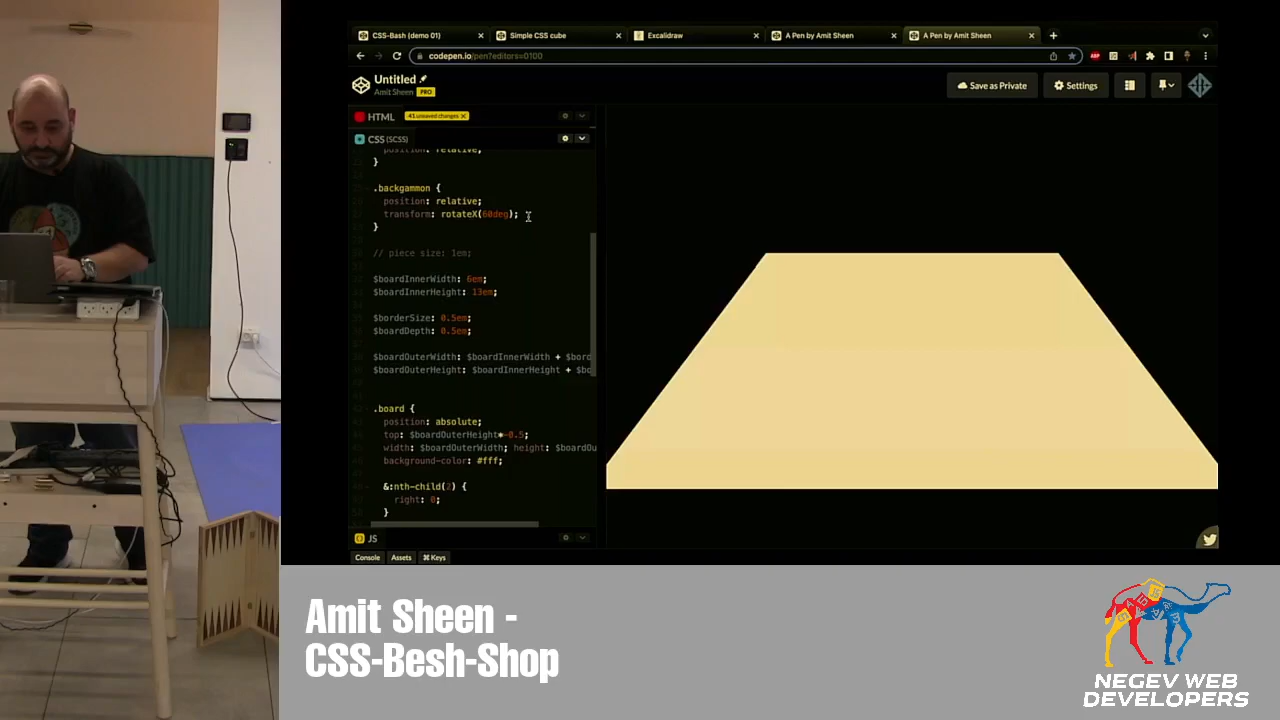 CSS-Bash (demo 01)
Simple CSS cube
Excalidraw
A Pen by Amit Sheen
A Pen by Amit Sheen
codepen.io/pen?editors=0100
Untitled
Amit Sheen PRO
Save as Private
Settings
HTML
41 unsaved changes X
CSS (SCSS)
position: relative;
}
.backgammon {
position: relative;
transform: rotateX(60deg);
}
// piece size: 1em;
$boardInnerWidth: 6em;
$boardInnerHeight: 13em;
$borderSize: 0.5em;
$boardDepth: 0.5em;
$boardOuterWidth: $boardInnerWidth + $bord
$boardOuterHeight: $boardInnerHeight + $bo
.board {
position: absolute;
top: $boardOuterHeight*-0.5;
width: $boardOuterWidth; height: $boardOu
background-color: #fff;
&:nth-child(2) {
right: 0;
}
JS
Console
Assets
⌘ Keys
Amit Sheen -
CSS-Besh-Shop
NEGEV WEB
DEVELOPERS